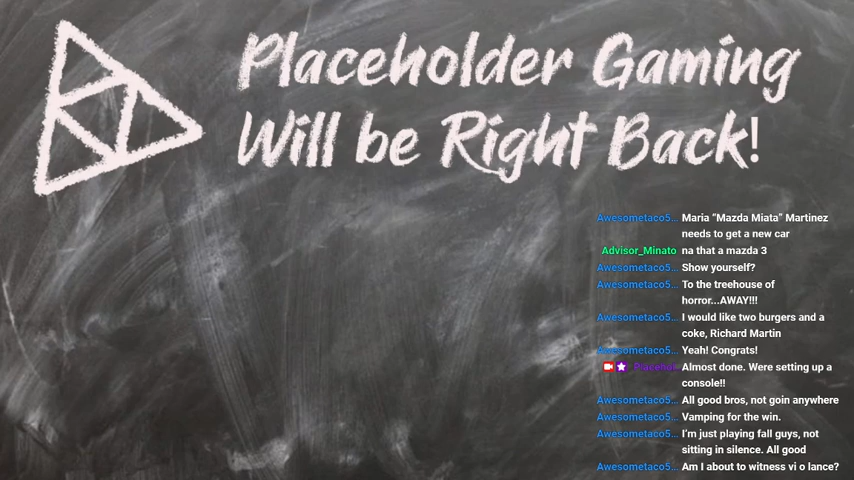 Placeholder Gaming
Will be Right Back!
Awesometaco5... Maria “Mazda Miata” Martinez
needs to get a new car
Advisor_Minato na that a mazda 3
Awesometaco5... Show yourself?
Awesometaco5... To the treehouse of
horror...AWAY!!!
Awesometaco5... I would like two burgers and a
coke, Richard Martin
Awesometaco5... Yeah! Congrats!
Placehol... Almost done. Were setting up a
console!!
Awesometaco5... All good bros, not goin anywhere
Awesometaco5... Vamping for the win.
Awesometaco5... I'm just playing fall guys, not
sitting in silence. All good
Awesometaco5... Am I about to witness vi o lance?